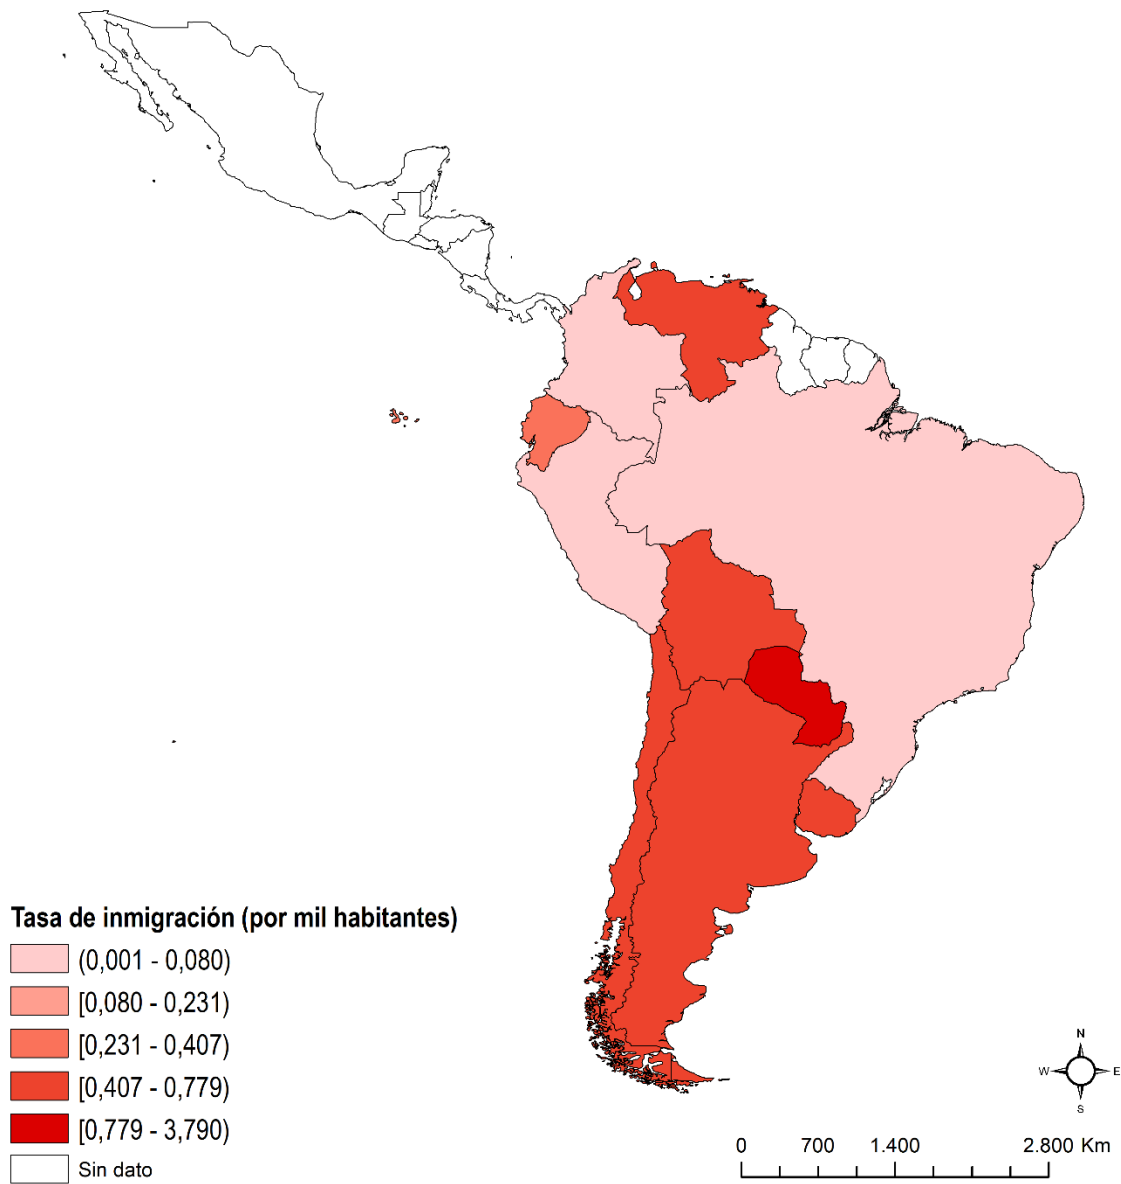 Tasa de inmigración (por mil habitantes)
(0,001 - 0,080)
[0,080 - 0,231)
[0,231 - 0,407)
[0,407 - 0,779)
[0,779 - 3,790)
Sin dato
N
W E
S
0 700 1.400 2.800 Km